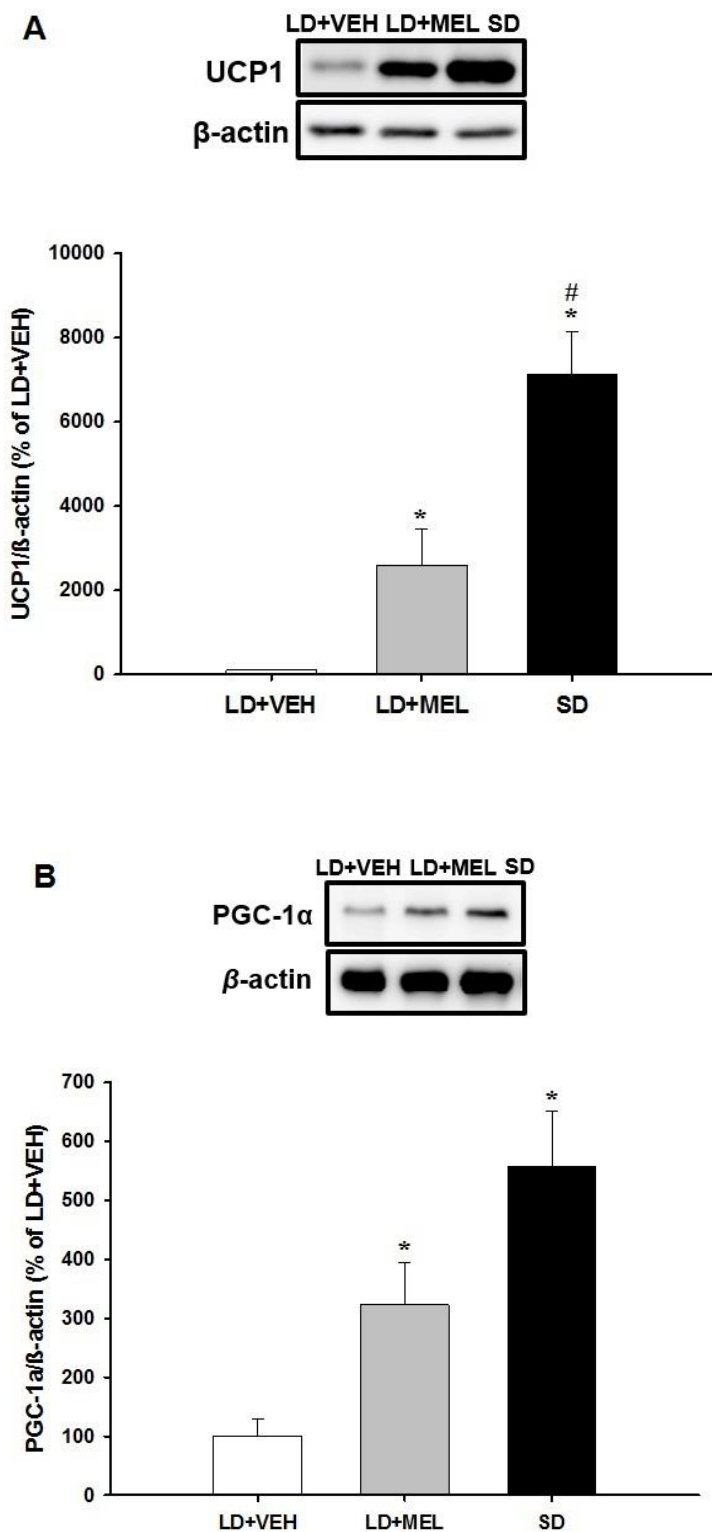 A
LD+VEH LD+MEL SD
UCP1
β-actin
UCP1/ß-actin (% of LD+VEH)
10000
8000
6000
4000
2000
0
#
*
*
LD+VEH LD+MEL SD
B
LD+VEH LD+MEL SD
PGC-1α
β-actin
PGC-1a/ß-actin (% of LD+VEH)
700
600
500
400
300
200
100
0
*
*
LD+VEH LD+MEL SD